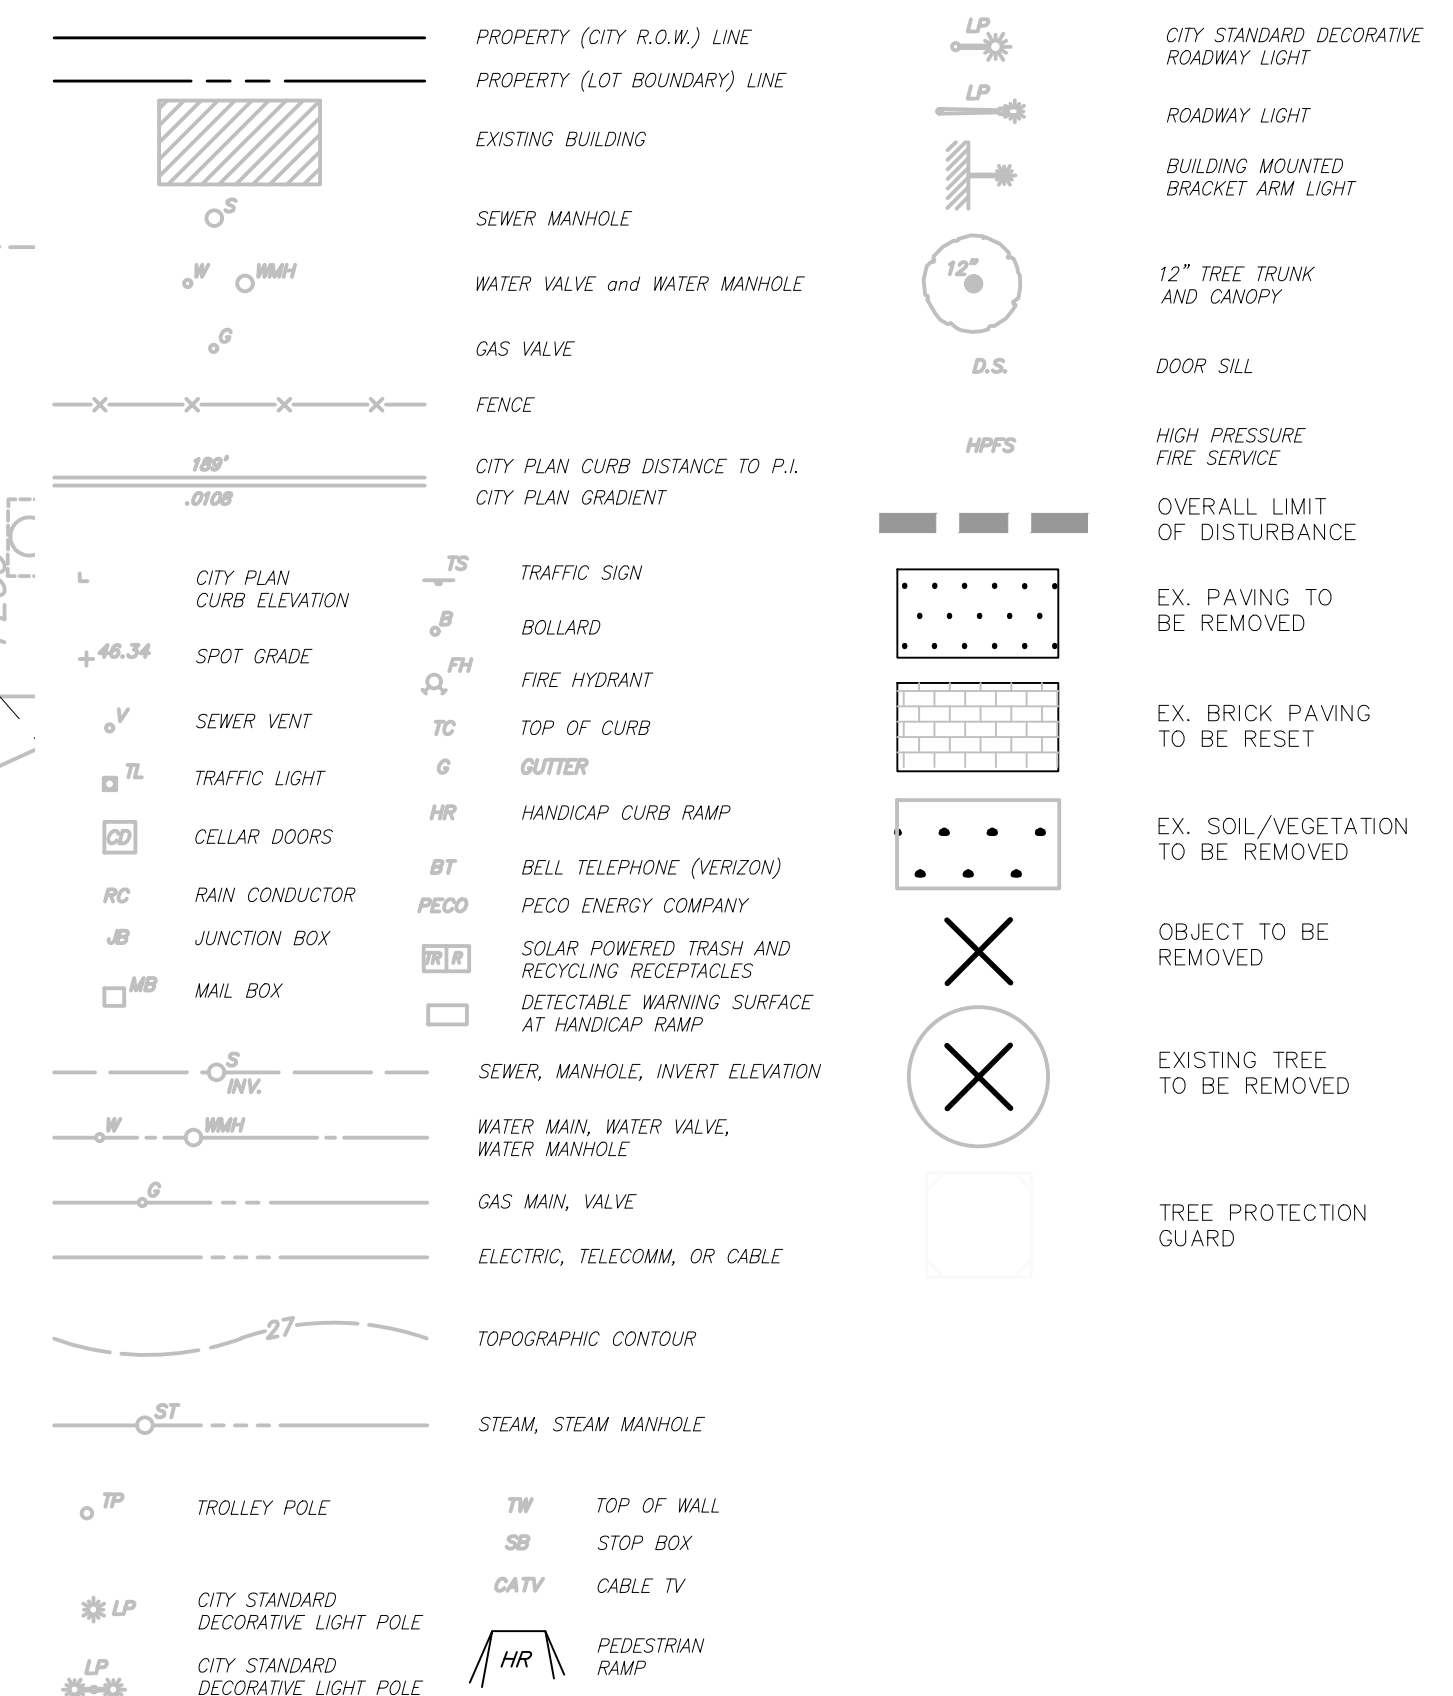 PROPERTY (CITY R.O.W.) LINE
PROPERTY (LOT BOUNDARY) LINE
EXISTING BUILDING
S
SEWER MANHOLE
W WMH
WATER VALVE and WATER MANHOLE
G
GAS VALVE
FENCE
189'
CITY PLAN CURB DISTANCE TO P.I.
.0108
CITY PLAN GRADIENT
CITY PLAN
CURB ELEVATION
46.34
SPOT GRADE
V
SEWER VENT
TL
TRAFFIC LIGHT
CD
CELLAR DOORS
RC
RAIN CONDUCTOR
JB
JUNCTION BOX
MB
MAIL BOX
TS
TRAFFIC SIGN
B
BOLLARD
FH
FIRE HYDRANT
TC
TOP OF CURB
G
GUTTER
HR
HANDICAP CURB RAMP
BT
BELL TELEPHONE (VERIZON)
PECO
PECO ENERGY COMPANY
TR R
SOLAR POWERED TRASH AND
RECYCLING RECEPTACLES
DETECTABLE WARNING SURFACE
AT HANDICAP RAMP
S
INV.
SEWER, MANHOLE, INVERT ELEVATION
W WMH
WATER MAIN, WATER VALVE,
WATER MANHOLE
G
GAS MAIN, VALVE
ELECTRIC, TELECOMM, OR CABLE
27
TOPOGRAPHIC CONTOUR
ST
STEAM, STEAM MANHOLE
TP
TROLLEY POLE
LP
CITY STANDARD
DECORATIVE LIGHT POLE
LP
CITY STANDARD
DECORATIVE LIGHT POLE
TW
TOP OF WALL
SB
STOP BOX
CATV
CABLE TV
HR
PEDESTRIAN
RAMP
LP
CITY STANDARD DECORATIVE
ROADWAY LIGHT
LP
ROADWAY LIGHT
BUILDING MOUNTED
BRACKET ARM LIGHT
12"
12" TREE TRUNK
AND CANOPY
D.S.
DOOR SILL
HPFS
HIGH PRESSURE
FIRE SERVICE
OVERALL LIMIT
OF DISTURBANCE
EX. PAVING TO
BE REMOVED
EX. BRICK PAVING
TO BE RESET
EX. SOIL/VEGETATION
TO BE REMOVED
OBJECT TO BE
REMOVED
EXISTING TREE
TO BE REMOVED
TREE PROTECTION
GUARD